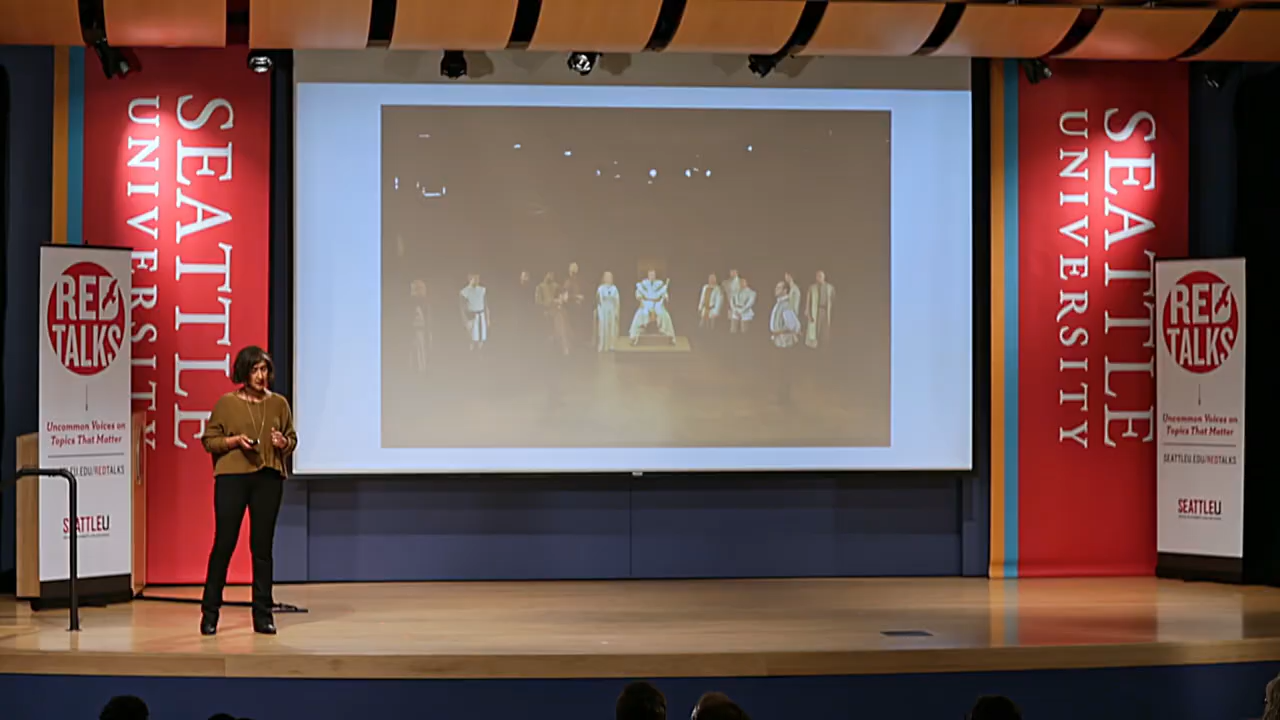 SEATTLE
UNIVERSITY
RED
TALKS
Uncommon Voices on
Topics That Matter
EU.EDU/REDTALKS
SEATTLEU
SEATTLE
UNIVERSITY
RED
TALKS
Uncommon Voices on
Topics That Matter
SEATTLEU.EDU/REDTALKS
SEATTLEU